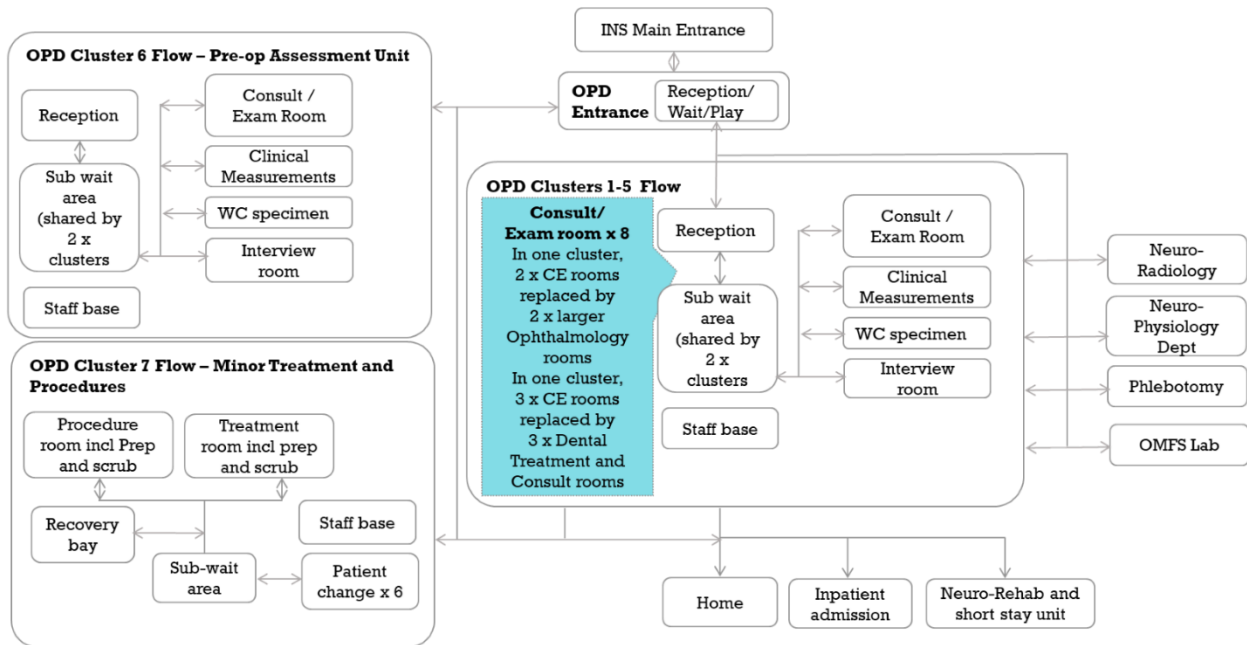 INS Main Entrance
OPD
Entrance
Reception/
Wait/Play
OPD Cluster 6 Flow – Pre-op Assessment Unit
Reception
Sub wait
area
(shared by
2 x
clusters
Staff base
Consult /
Exam Room
Clinical
Measurements
WC specimen
Interview
room
OPD Clusters 1-5 Flow
Consult/
Exam room x 8
In one cluster,
2 x CE rooms
replaced by
2 x larger
Ophthalmology
rooms
In one cluster,
3 x CE rooms
replaced by
3 x Dental
Treatment and
Consult rooms
Reception
Sub wait
area
(shared by
2 x
clusters
Staff base
Consult /
Exam Room
Clinical
Measurements
WC specimen
Interview
room
Neuro-
Radiology
Neuro-
Physiology
Dept
Phlebotomy
OMFS Lab
OPD Cluster 7 Flow – Minor Treatment and
Procedures
Procedure
room incl Prep
and scrub
Treatment
room incl prep
and scrub
Recovery
bay
Staff base
Sub-wait
area
Patient
change x 6
Home
Inpatient
admission
Neuro-Rehab and
short stay unit